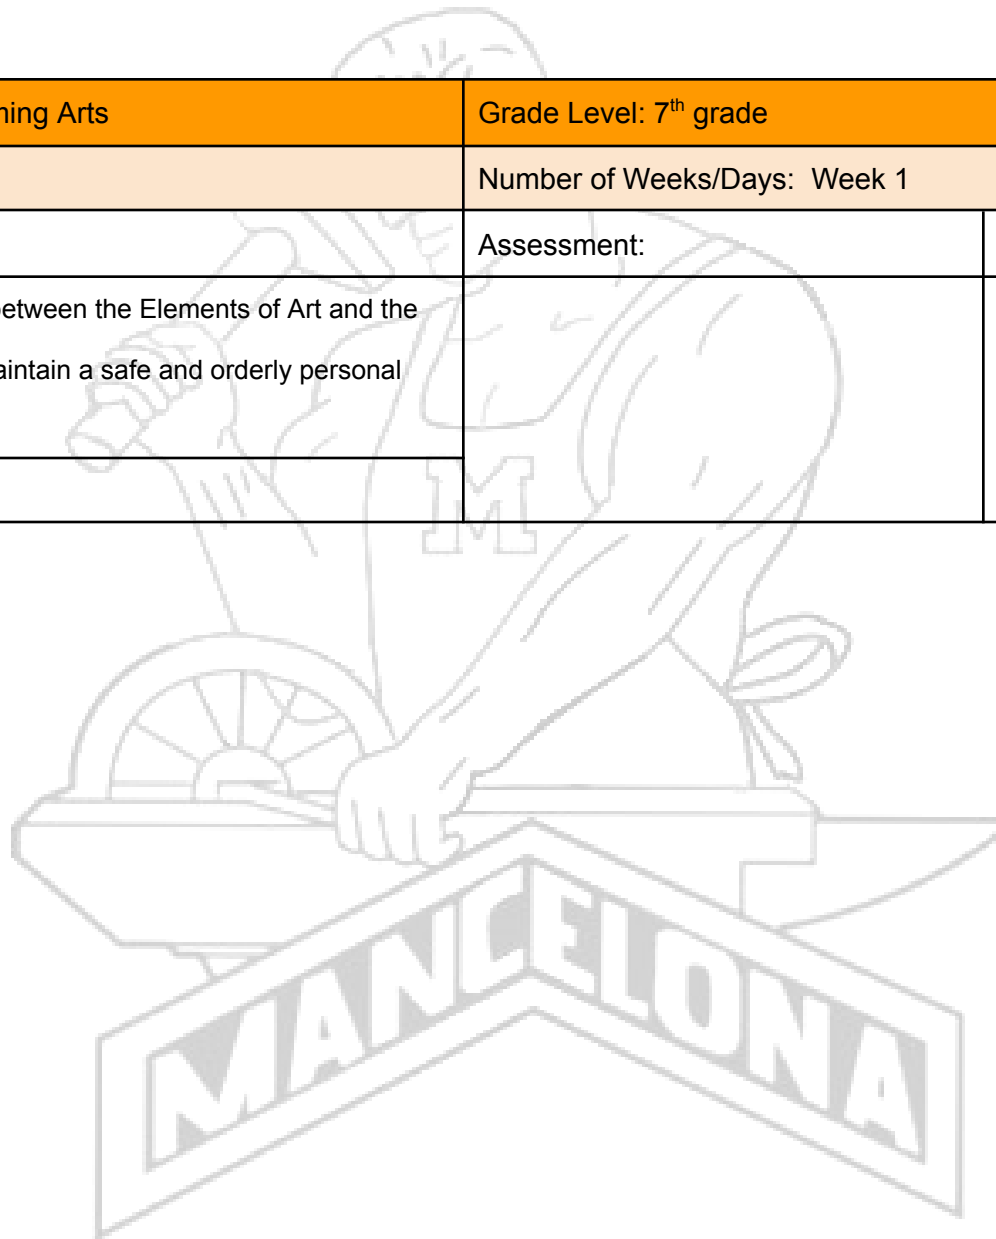 ning Arts
Grade Level: 7th grade
Number of Weeks/Days: Week 1
Assessment:
between the Elements of Art and the
aintain a safe and orderly personal
M
MANCELONA